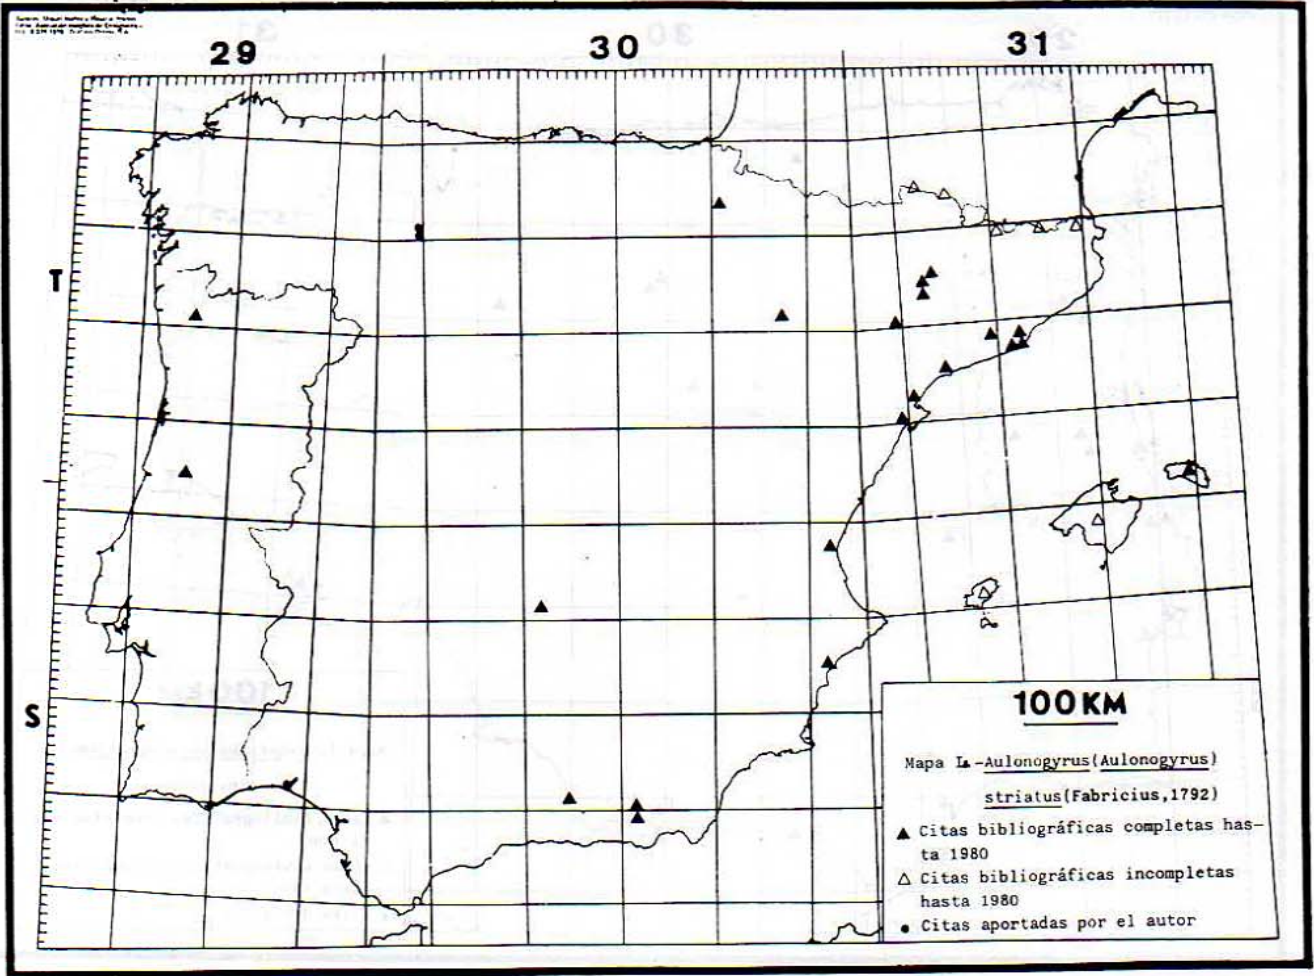 29 30 31
T
S
100KM
Mapa I.-Aulonogyrus(Aulonogyrus)
striatus(Fabricius,1792)
▲ Citas bibliográficas completas has-
ta 1980
△ Citas bibliográficas incompletas
hasta 1980
● Citas aportadas por el autor